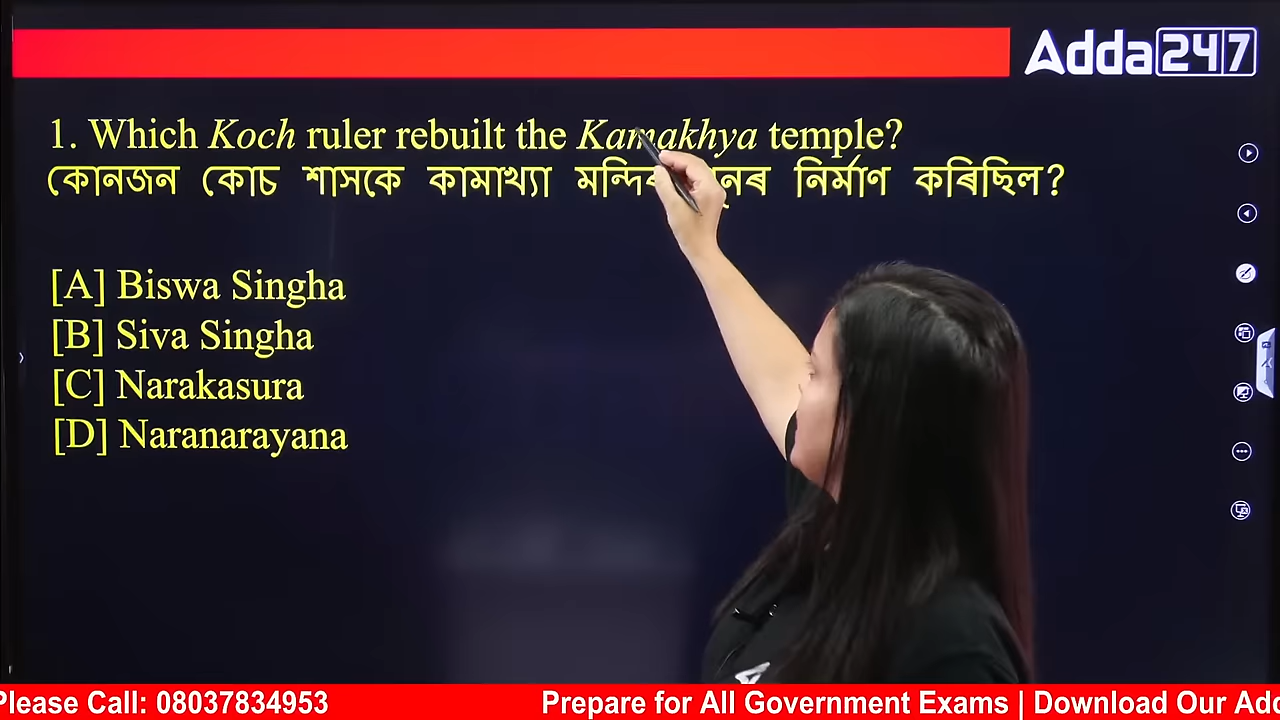 Adda247
1. Which Koch ruler rebuilt the Kamakhya temple?
কোনজন কোচ শাসকে কামাখ্যা নিৰ্মাণ কৰিছিল?
[A] Biswa Singha
[B] Siva Singha
[C] Narakasura
[D] Naranarayana
Please Call: 08037834953 Prepare for All Government Exams | Download Our